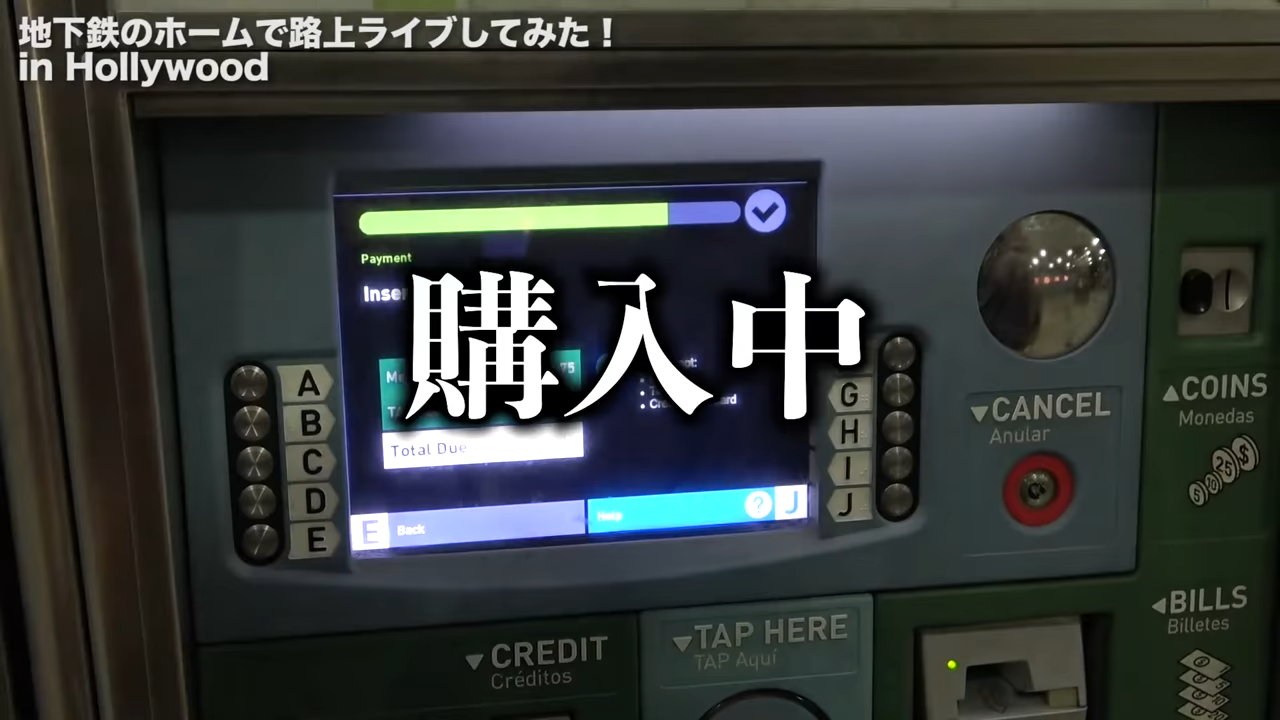 地下鉄のホームで路上ライブしてみた！
in Hollywood
Payment
購入中
75
A
B
C
D
E
G
H
I
J
Total Due
E Back
Help ? J
CANCEL
Anular
COINS
Monedas
25
BILLS
Billetes
CREDIT
Créditos
TAP HERE
TAP Aquí